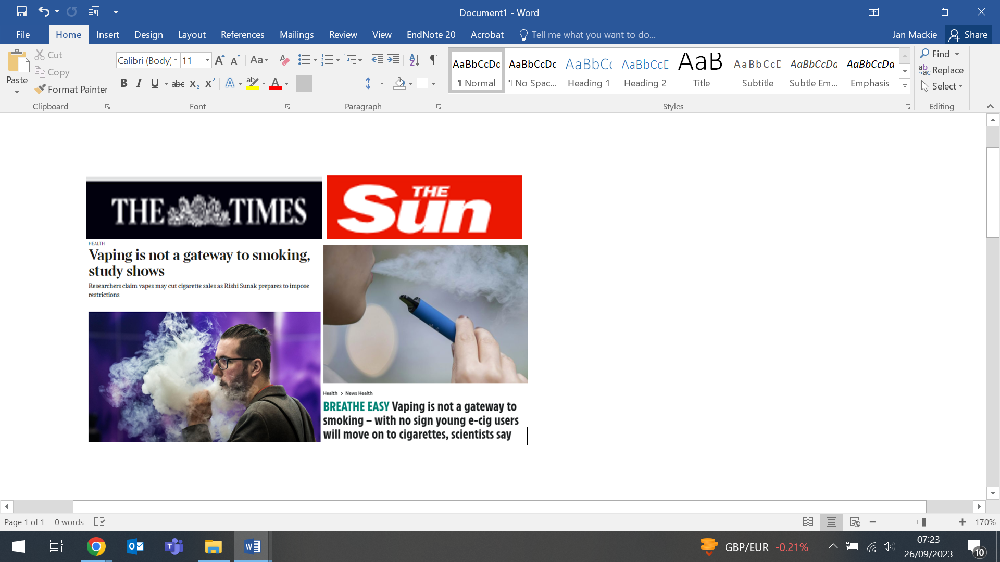 Document1 - Word
File Home Insert Design Layout References Mailings Review View EndNote 20 Acrobat Tell me what you want to do... Jan Mackie Share
Paste
Cut
Copy
Format Painter
Clipboard
Calibri (Body) 11
Font
Paragraph
AaBbCcDc AaBbCcDc AaBbCc AaBbCcC AaB AaBbCcD AaBbCcDa AaBbCcDa
¶ Normal ¶ No Spac... Heading 1 Heading 2 Title Subtitle Subtle Em... Emphasis
Styles
Find
Replace
Select
Editing
THE TIMES
HEALTH
Vaping is not a gateway to smoking,
study shows
Researchers claim vapes may cut cigarette sales as Rishi Sunak prepares to impose
restrictions
THE
Sun
Health > News Health
BREATHE EASY Vaping is not a gateway to
smoking – with no sign young e-cig users
will move on to cigarettes, scientists say
Page 1 of 1 0 words 170%
GBP/EUR -0.21%
07:23
26/09/2023
10